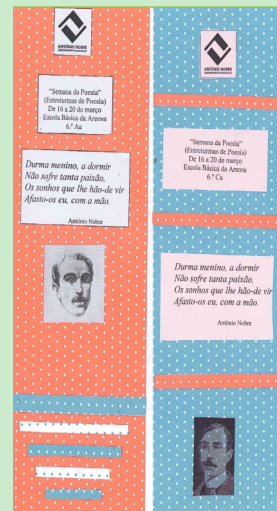 ANTÓNIO NOBRE
"Semana da Poesia"
(Entreturmas de Poesia)
De 16 a 20 de março
Escola Básica da Areosa
6.º Aa
Durma menino, a dormir
Não sofre tanta paixão,
Os sonhos que lhe hão-de vir
Afasto-os eu, com a mão.
António Nobre
ANTÓNIO NOBRE
"Semana da Poesia"
(Entreturmas de Poesia)
De 16 a 20 de março
Escola Básica da Areosa
6.º Ca
Durma menino, a dormir
Não sofre tanta paixão,
Os sonhos que lhe hão-de vir
Afasto-os eu, com a mão.
António Nobre